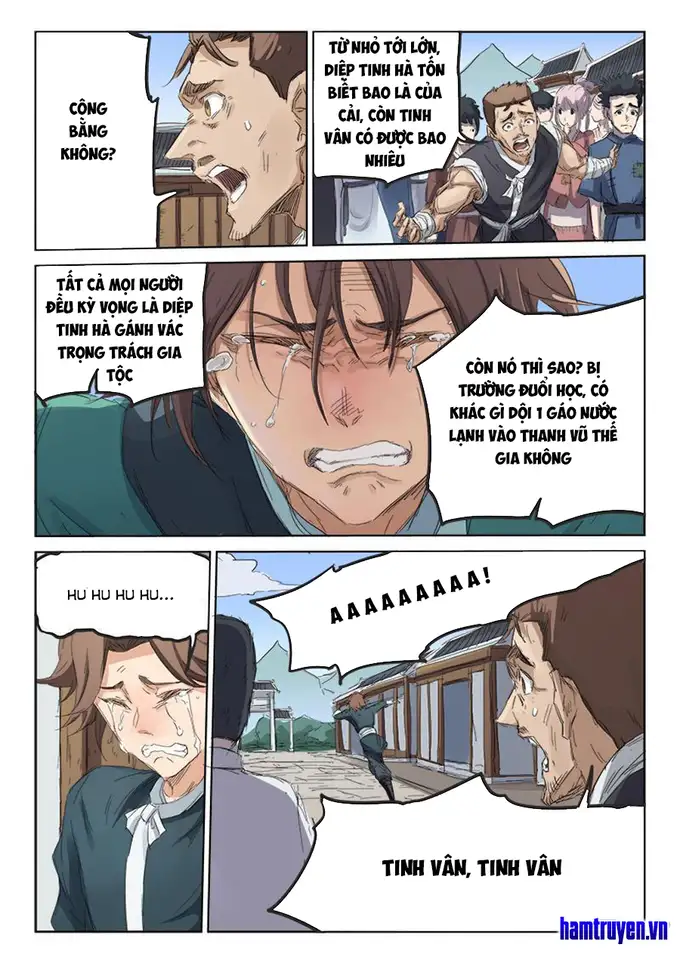 CÔNG
BẰNG
KHÔNG?
TỪ NHỎ TỚI LỚN,
DIỆP TINH HÀ TỐN
BIẾT BAO LÀ CỦA
CẢI, CÒN TINH
VÂN CÓ ĐƯỢC BAO
NHIÊU
TẤT CẢ MỌI NGƯỜI
ĐỀU KỲ VỌNG LÀ DIỆP
TINH HÀ GÁNH VÁC
TRỌNG TRÁCH GIA
TỘC
CÒN NÓ THÌ SAO? BỊ
TRƯỜNG ĐUỔI HỌC, CÓ
KHÁC GÌ DỘI 1 GÁO NƯỚC
LẠNH VÀO THANH VŨ THẾ
GIA KHÔNG
HU HU HU HU...
AAAAAAAAA!
TINH VÂN, TINH VÂN
hamtruyen.vn